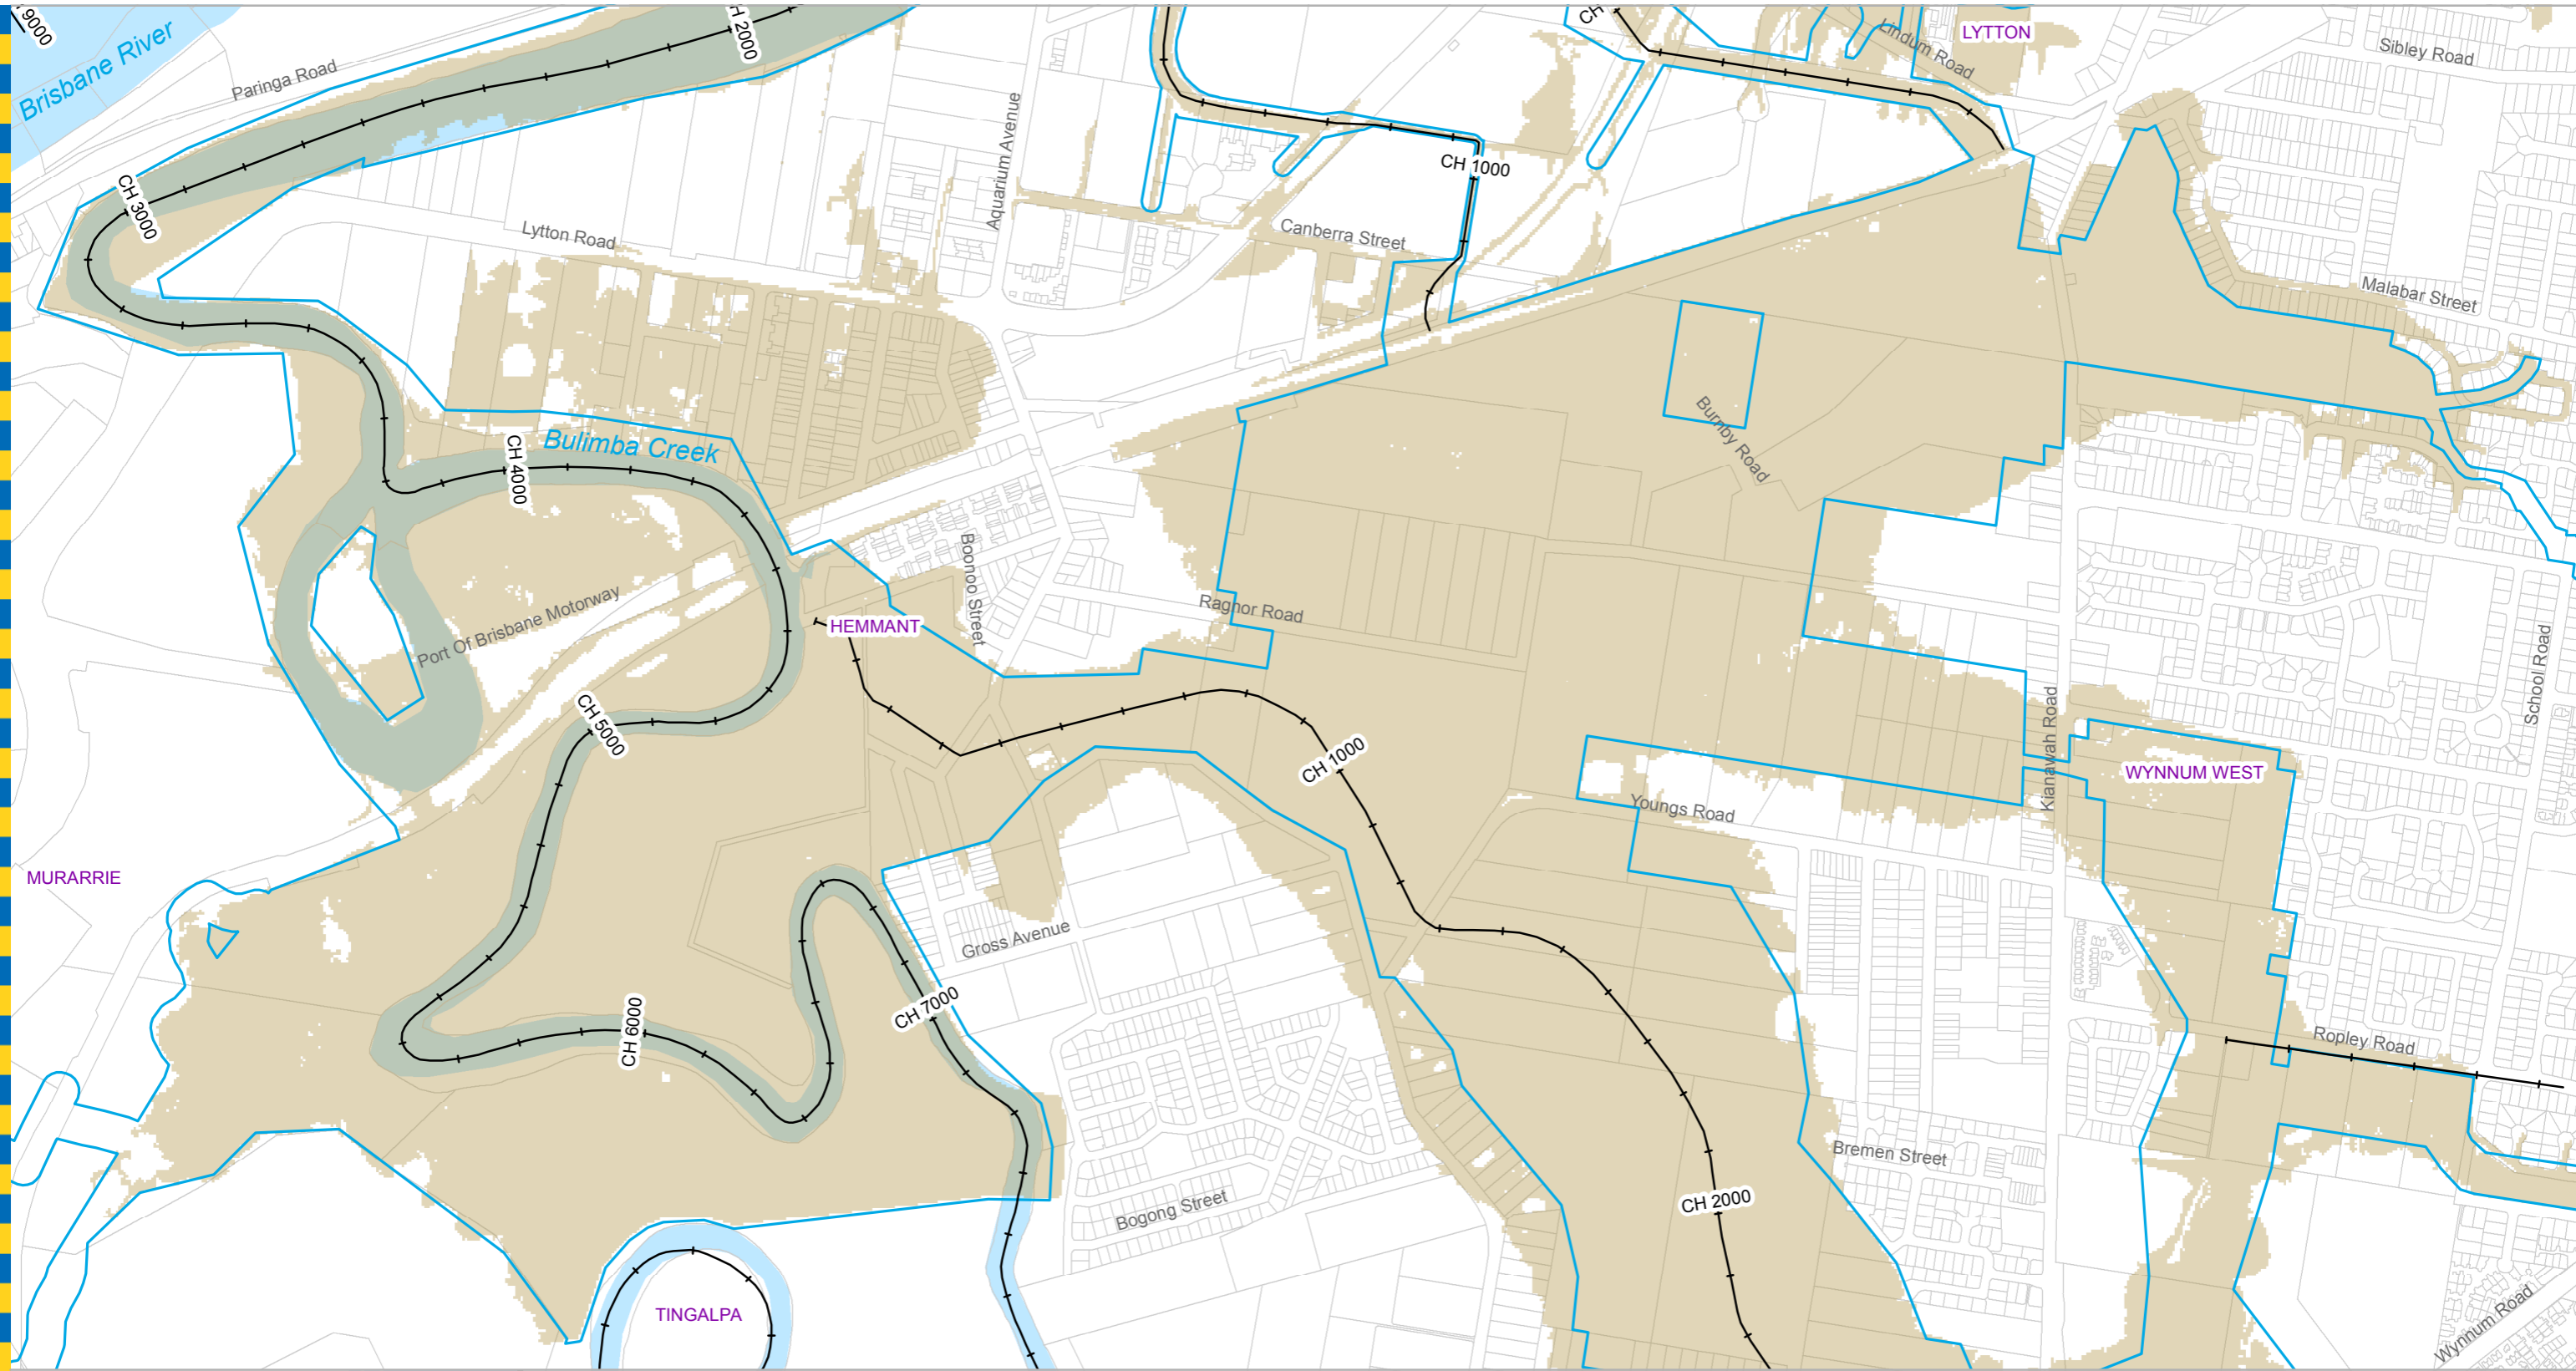 9000
Brisbane River
Paringa Road
CH 2000
CH
Lindum Road
LYTTON
Sibley Road
CH 3000
Lytton Road
Aquarium Avenue
CH 1000
Canberra Street
Malabar Street
Bulimba Creek
CH 4000
Burnby Road
Boonoo Street
Port Of Brisbane Motorway
HEMMANT
Ragnor Road
School Road
CH 5000
CH 1000
Kianawah Road
WYNNUM WEST
Youngs Road
MURARRIE
Gross Avenue
CH 6000
CH 7000
Ropley Road
Bremen Street
Bogong Street
CH 2000
TINGALPA
Wynnum Road